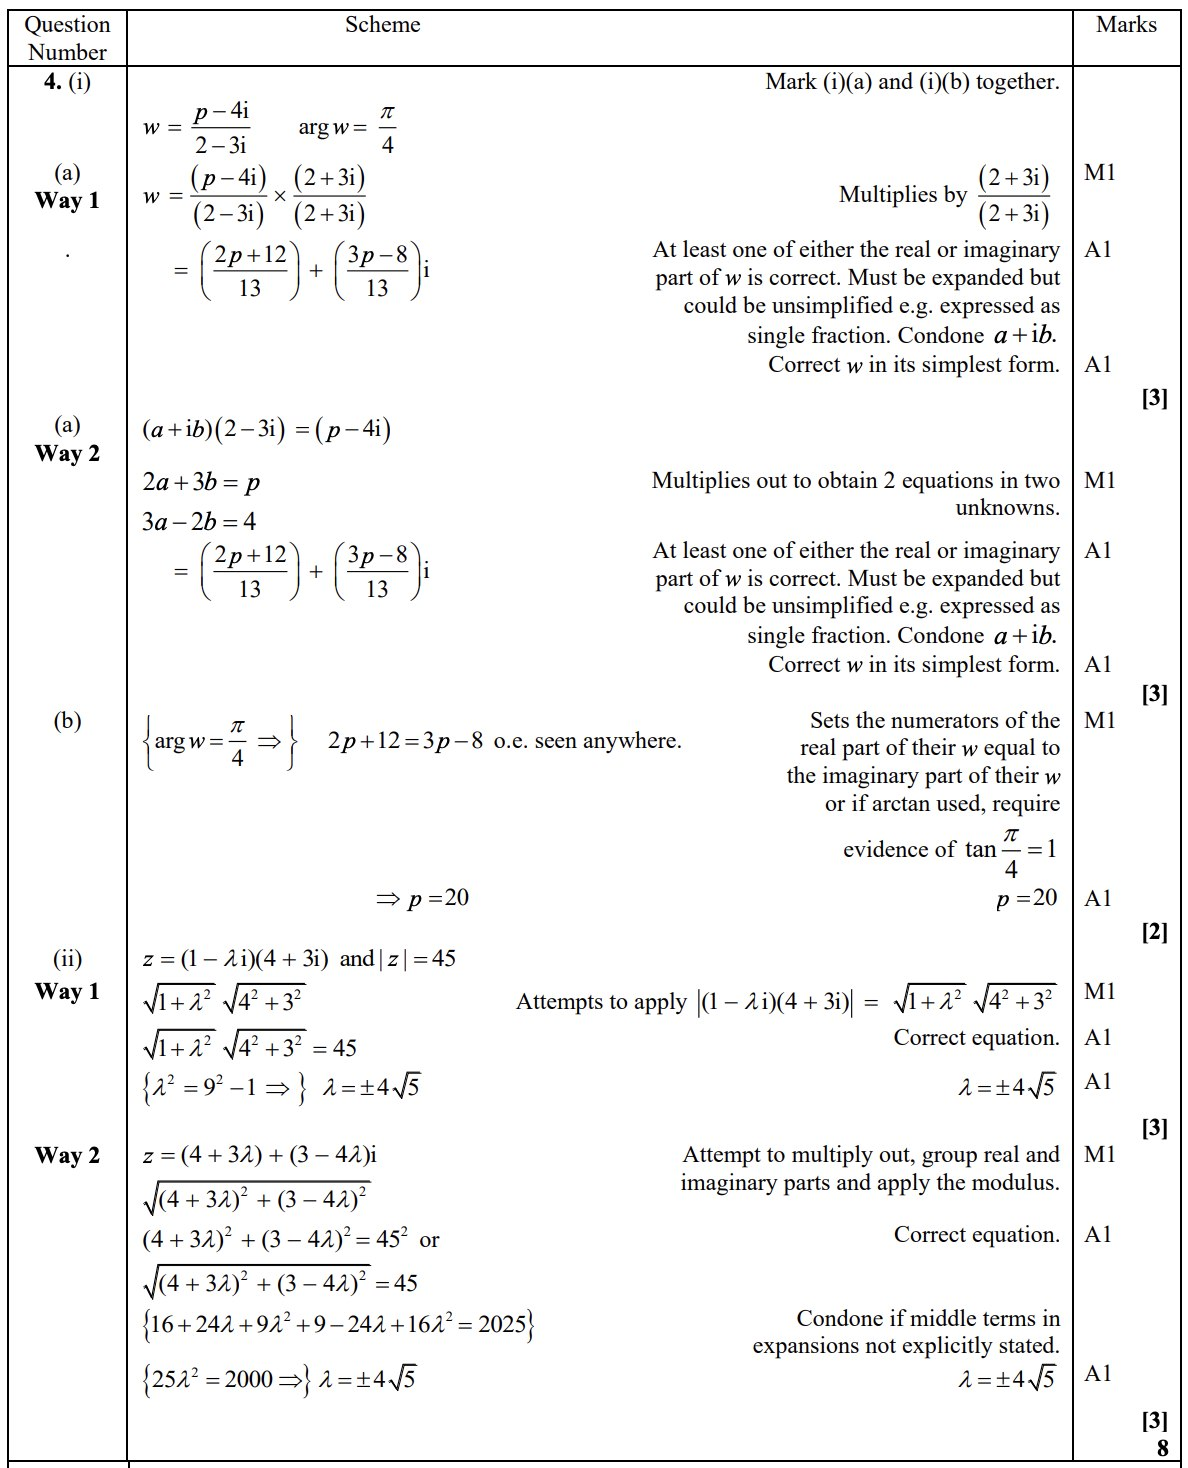 Question Number Scheme Marks
4. (i) Mark (i)(a) and (i)(b) together.
w = (p − 4i)/(2 − 3i) arg w = π/4
(a) Way 1 w = (p − 4i)/(2 − 3i) × (2 + 3i)/(2 + 3i) Multiplies by (2 + 3i)/(2 + 3i) M1
= ((2p + 12)/13) + ((3p − 8)/13)i At least one of either the real or imaginary A1
part of w is correct. Must be expanded but
could be unsimplified e.g. expressed as
single fraction. Condone a + ib.
Correct w in its simplest form. A1
[3]
(a) Way 2 (a + ib)(2 − 3i) = (p − 4i)
2a + 3b = p Multiplies out to obtain 2 equations in two M1
unknowns.
3a − 2b = 4
= ((2p + 12)/13) + ((3p − 8)/13)i At least one of either the real or imaginary A1
part of w is correct. Must be expanded but
could be unsimplified e.g. expressed as
single fraction. Condone a + ib.
Correct w in its simplest form. A1
[3]
(b) {arg w = π/4 ⇒} 2p + 12 = 3p − 8 o.e. seen anywhere. Sets the numerators of the M1
real part of their w equal to
the imaginary part of their w
or if arctan used, require
evidence of tan π/4 = 1
⇒ p = 20 p = 20 A1
[2]
(ii) z = (1 − λi)(4 + 3i) and |z| = 45
Way 1 √(1 + λ²) √(4² + 3²) Attempts to apply |(1 − λi)(4 + 3i)| = √(1 + λ²) √(4² + 3²) M1
√(1 + λ²) √(4² + 3²) = 45 Correct equation. A1
{λ² = 9² − 1 ⇒} λ = ±4√5 λ = ±4√5 A1
[3]
Way 2 z = (4 + 3λ) + (3 − 4λ)i Attempt to multiply out, group real and M1
imaginary parts and apply the modulus.
√((4 + 3λ)² + (3 − 4λ)²)
(4 + 3λ)² + (3 − 4λ)² = 45² or Correct equation. A1
√((4 + 3λ)² + (3 − 4λ)²) = 45
{16 + 24λ + 9λ² + 9 − 24λ + 16λ² = 2025} Condone if middle terms in
expansions not explicitly stated.
{25λ² = 2000 ⇒} λ = ±4√5 λ = ±4√5 A1
[3]
8